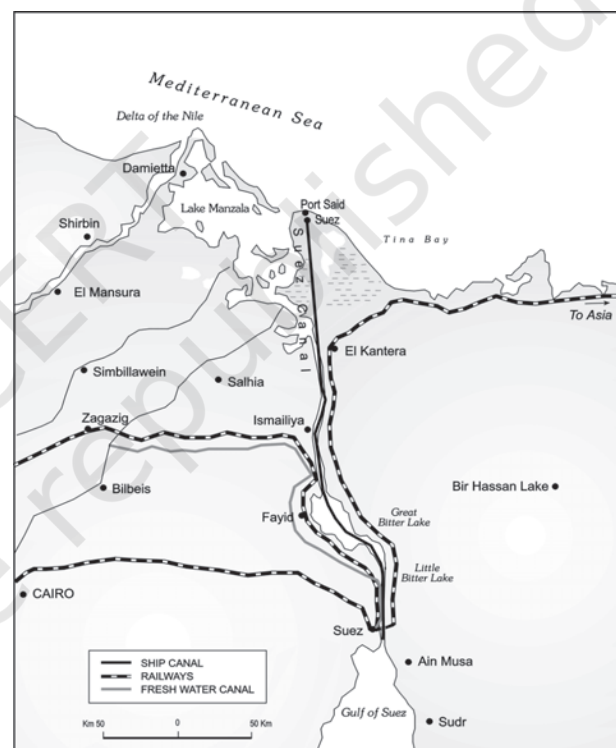 Mediterranean Sea
Delta of the Nile
Damietta
Lake Manzala
Port Said
Suez
Shirbin
Tina Bay
Suez Canal
El Mansura
To Asia
El Kantera
Simbillawein
Salhia
Zagazig
Ismailiya
Bilbeis
Bir Hassan Lake
Fayid
Great
Bitter Lake
Little
Bitter Lake
CAIRO
Suez
SHIP CANAL
RAILWAYS
FRESH WATER CANAL
Ain Musa
Km 50 0 50 Km
Gulf of Suez
Sudr
republished